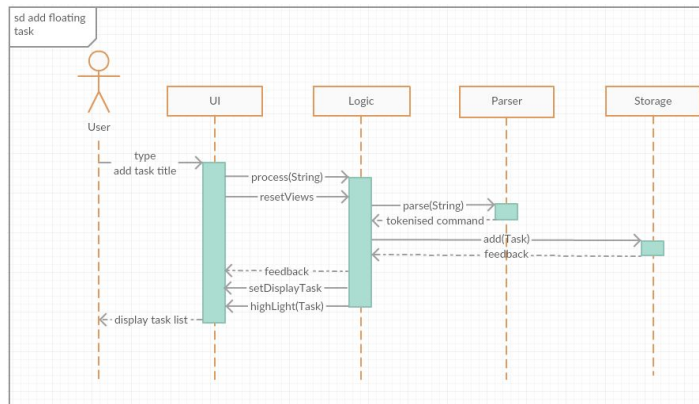 sd add floating
task
UI
Logic
Parser
Storage
User
type
add task title
process(String)
resetViews
parse(String)
tokenised command
add(Task)
feedback
feedback
setDisplayTask
highLight(Task)
display task list